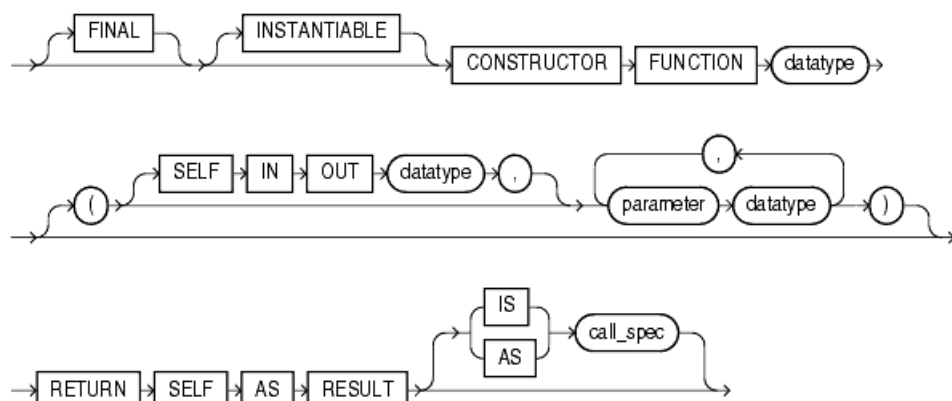 FINAL INSTANTIABLE
CONSTRUCTOR FUNCTION datatype
SELF IN OUT datatype , ,
( parameter datatype )
IS
AS call_spec
RETURN SELF AS RESULT